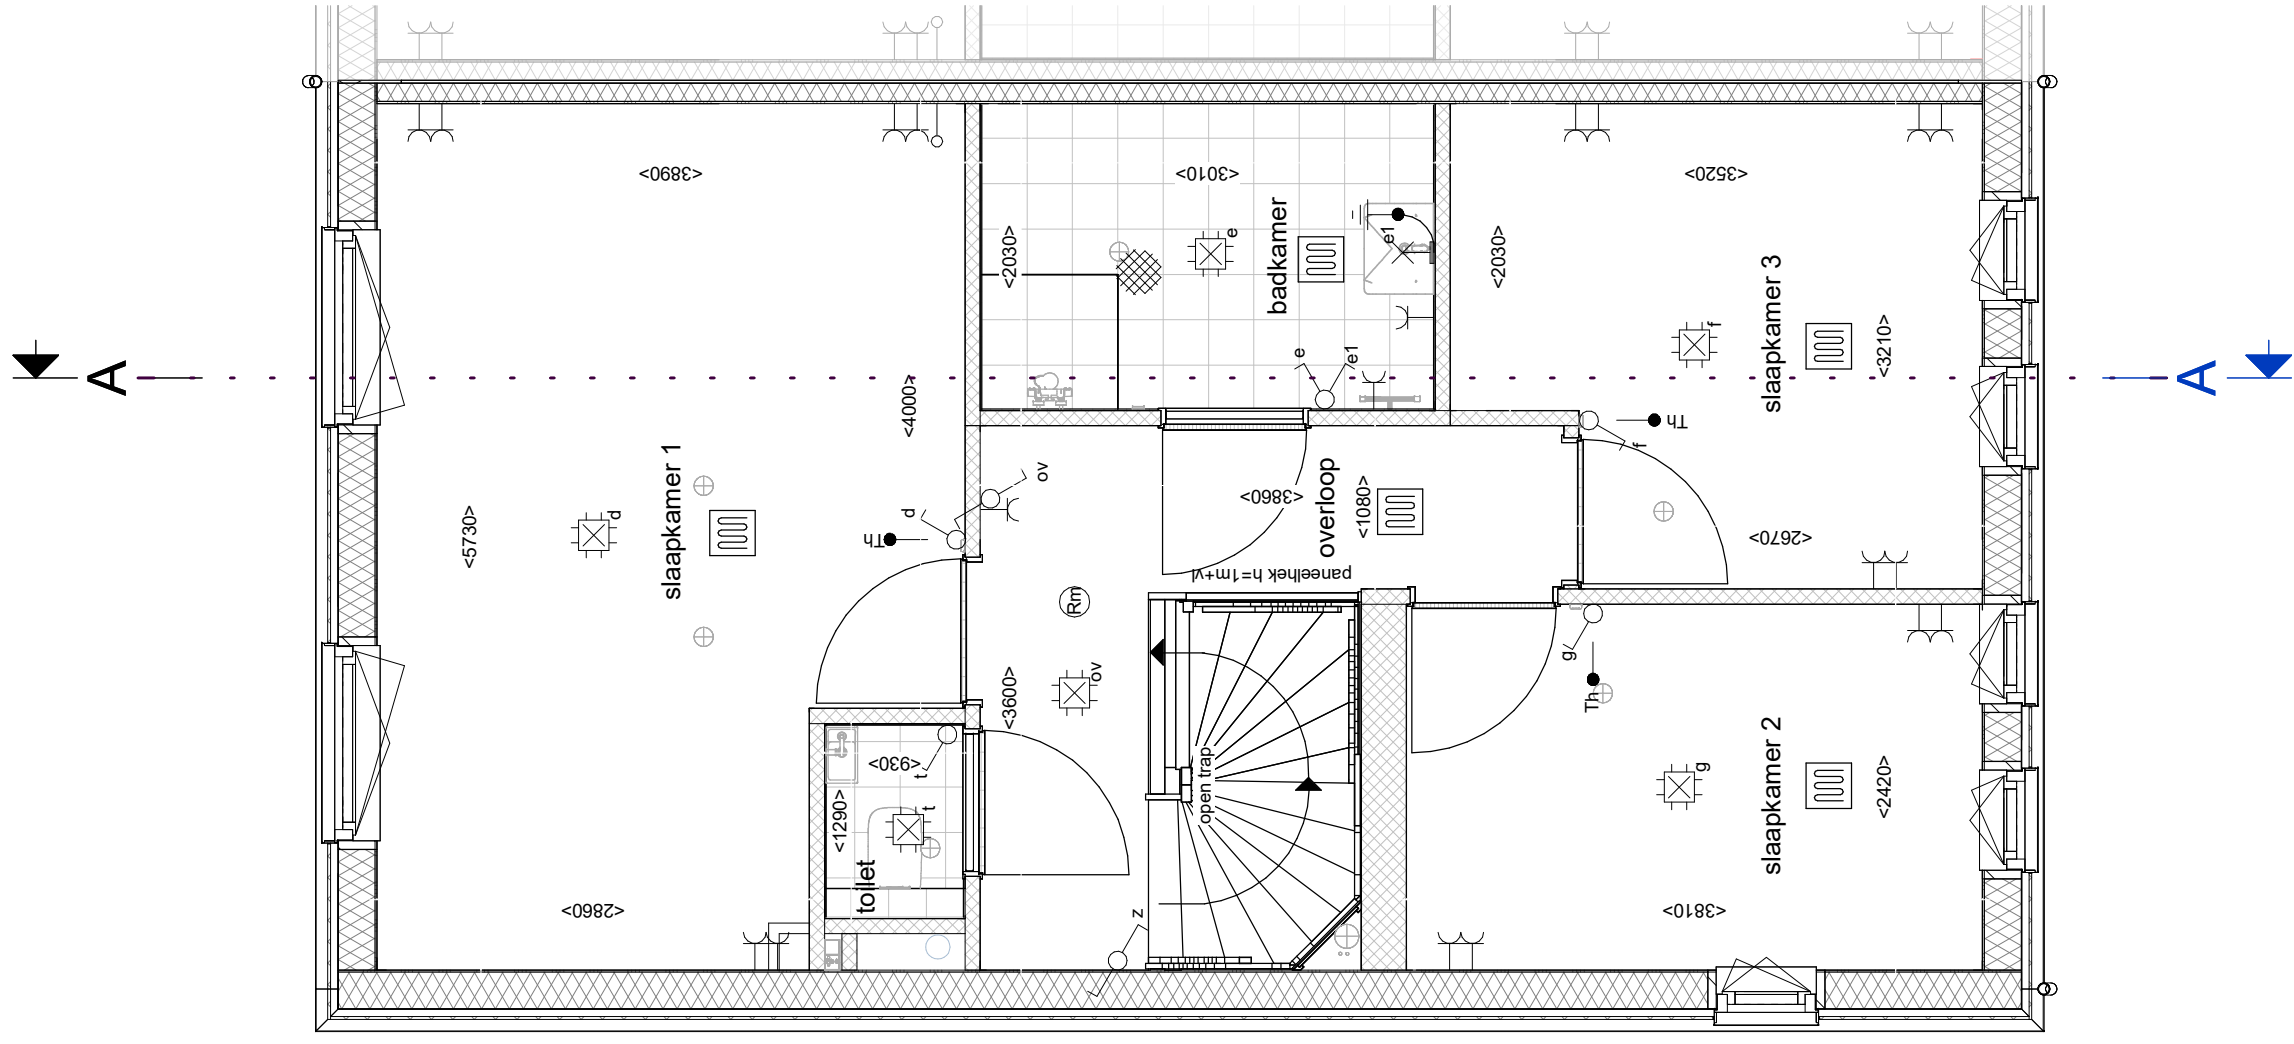 A
A
<3890>
<3010>
<3520>
<2030>
e
badkamer
e1
<2030>
slaapkamer 3
f
<3210>
e
e1
<4000>
f
Th
slaapkamer 1
<5730>
d
Th
d
ov
<3860>
overloop
<1080>
paneelhek h=1m+vl
<2670>
Rm
ov
<3600>
g
Th
<930>
t
<1290>
t
toilet
open trap
slaapkamer 2
g
<2420>
<2860>
z
<3810>